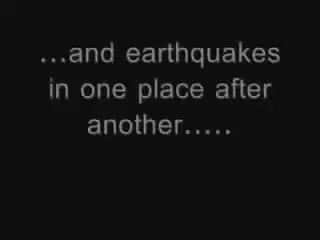 ...and earthquakes
in one place after
another.....